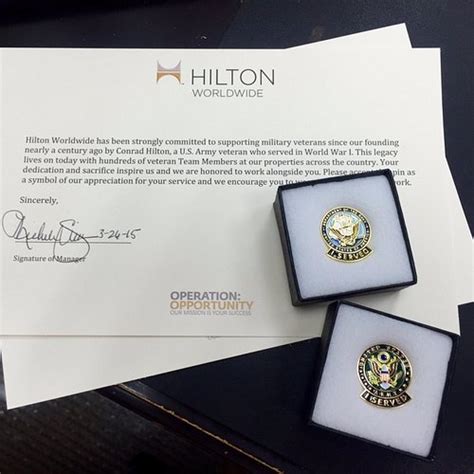 HILTON
WORLDWIDE
Hilton Worldwide has been strongly committed to supporting military veterans since our founding
nearly a century ago by Conrad Hilton, a U.S. Army veteran who served in World War I. This legacy
lives on today with hundreds of veteran Team Members at our properties across the country. Your
dedication and sacrifice inspire us and we are honored to work alongside you. Please pin as
a symbol of our appreciation for your service and we encourage you to work
Sincerely,
3-24-15
Signature of Manager
OPERATION:
OPPORTUNITY
OUR MISSION IS YOUR SUCCESS
I SERVED
I SERVED